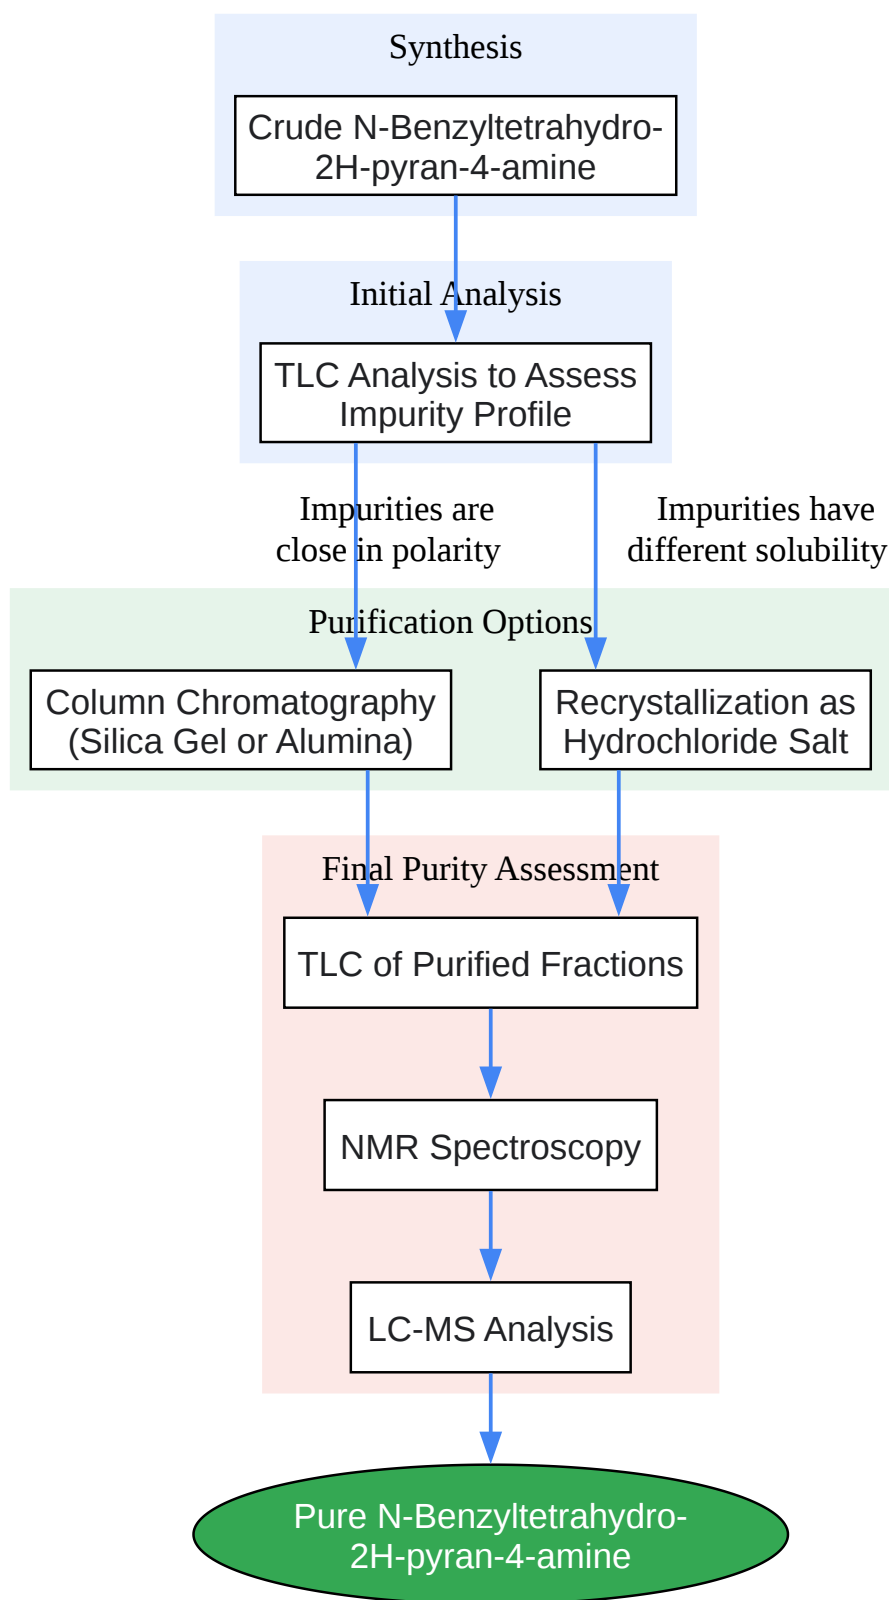 Synthesis
Crude N-Benzyltetrahydro-
2H-pyran-4-amine
Initial Analysis
TLC Analysis to Assess
Impurity Profile
Impurities are
close in polarity
Impurities have
different solubility
Purification Options
Column Chromatography
(Silica Gel or Alumina)
Recrystallization as
Hydrochloride Salt
Final Purity Assessment
TLC of Purified Fractions
NMR Spectroscopy
LC-MS Analysis
Pure N-Benzyltetrahydro-
2H-pyran-4-amine